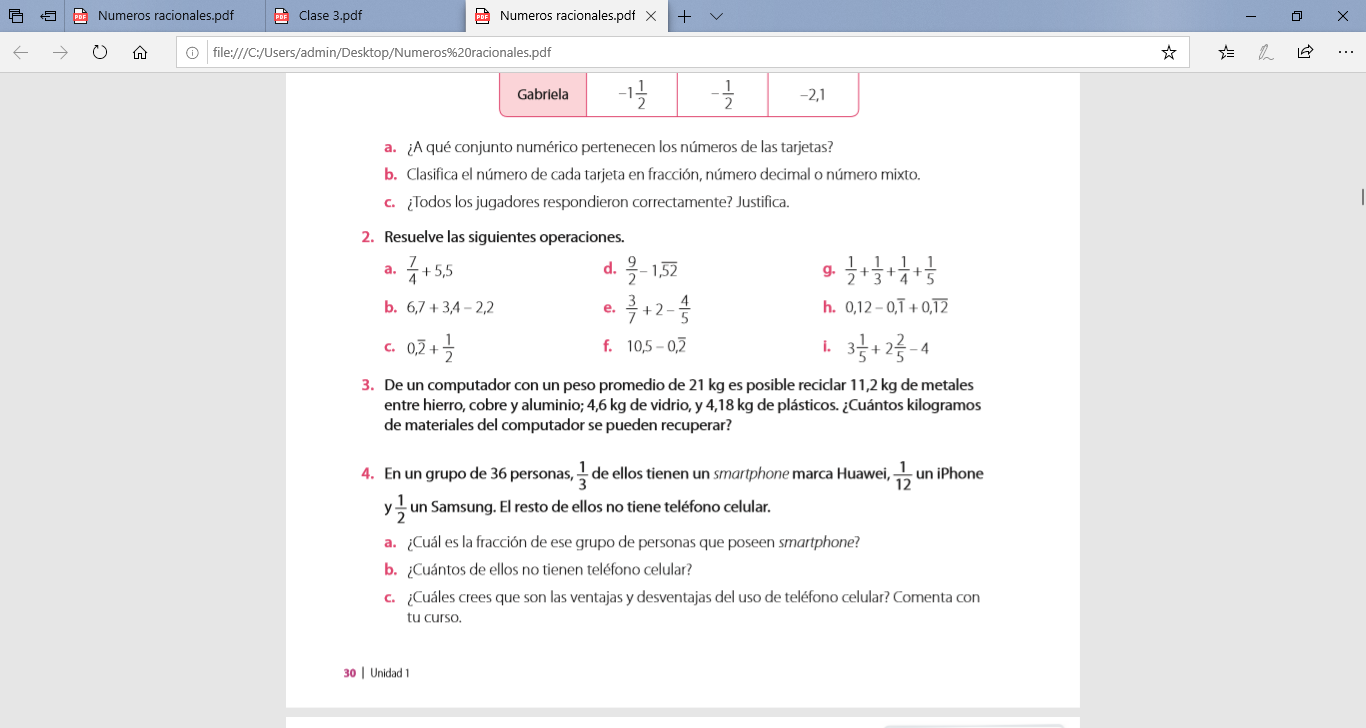 Numeros racionales.pdf Clase 3.pdf Numeros racionales.pdf
file:///C:/Users/admin/Desktop/Numeros%20racionales.pdf
Gabriela −1 1/2 −1/2 −2,1
a. ¿A qué conjunto numérico pertenecen los números de las tarjetas?
b. Clasifica el número de cada tarjeta en fracción, número decimal o número mixto.
c. ¿Todos los jugadores respondieron correctamente? Justifica.
2. Resuelve las siguientes operaciones.
a. 7/4 + 5,5
b. 6,7 + 3,4 − 2,2
c. 0,2̅ + 1/2
d. 9/2 − 1,5̅2̅
e. 3/7 + 2 − 4/5
f. 10,5 − 0,2̅
g. 1/2 + 1/3 + 1/4 + 1/5
h. 0,12 − 0,1̅ + 0,1̅2̅
i. 3 1/5 + 2 2/5 − 4
3. De un computador con un peso promedio de 21 kg es posible reciclar 11,2 kg de metales
entre hierro, cobre y aluminio; 4,6 kg de vidrio, y 4,18 kg de plásticos. ¿Cuántos kilogramos
de materiales del computador se pueden recuperar?
4. En un grupo de 36 personas, 1/3 de ellos tienen un smartphone marca Huawei, 1/12 un iPhone
y 1/2 un Samsung. El resto de ellos no tiene teléfono celular.
a. ¿Cuál es la fracción de ese grupo de personas que poseen smartphone?
b. ¿Cuántos de ellos no tienen teléfono celular?
c. ¿Cuáles crees que son las ventajas y desventajas del uso de teléfono celular? Comenta con
tu curso.
30 | Unidad 1